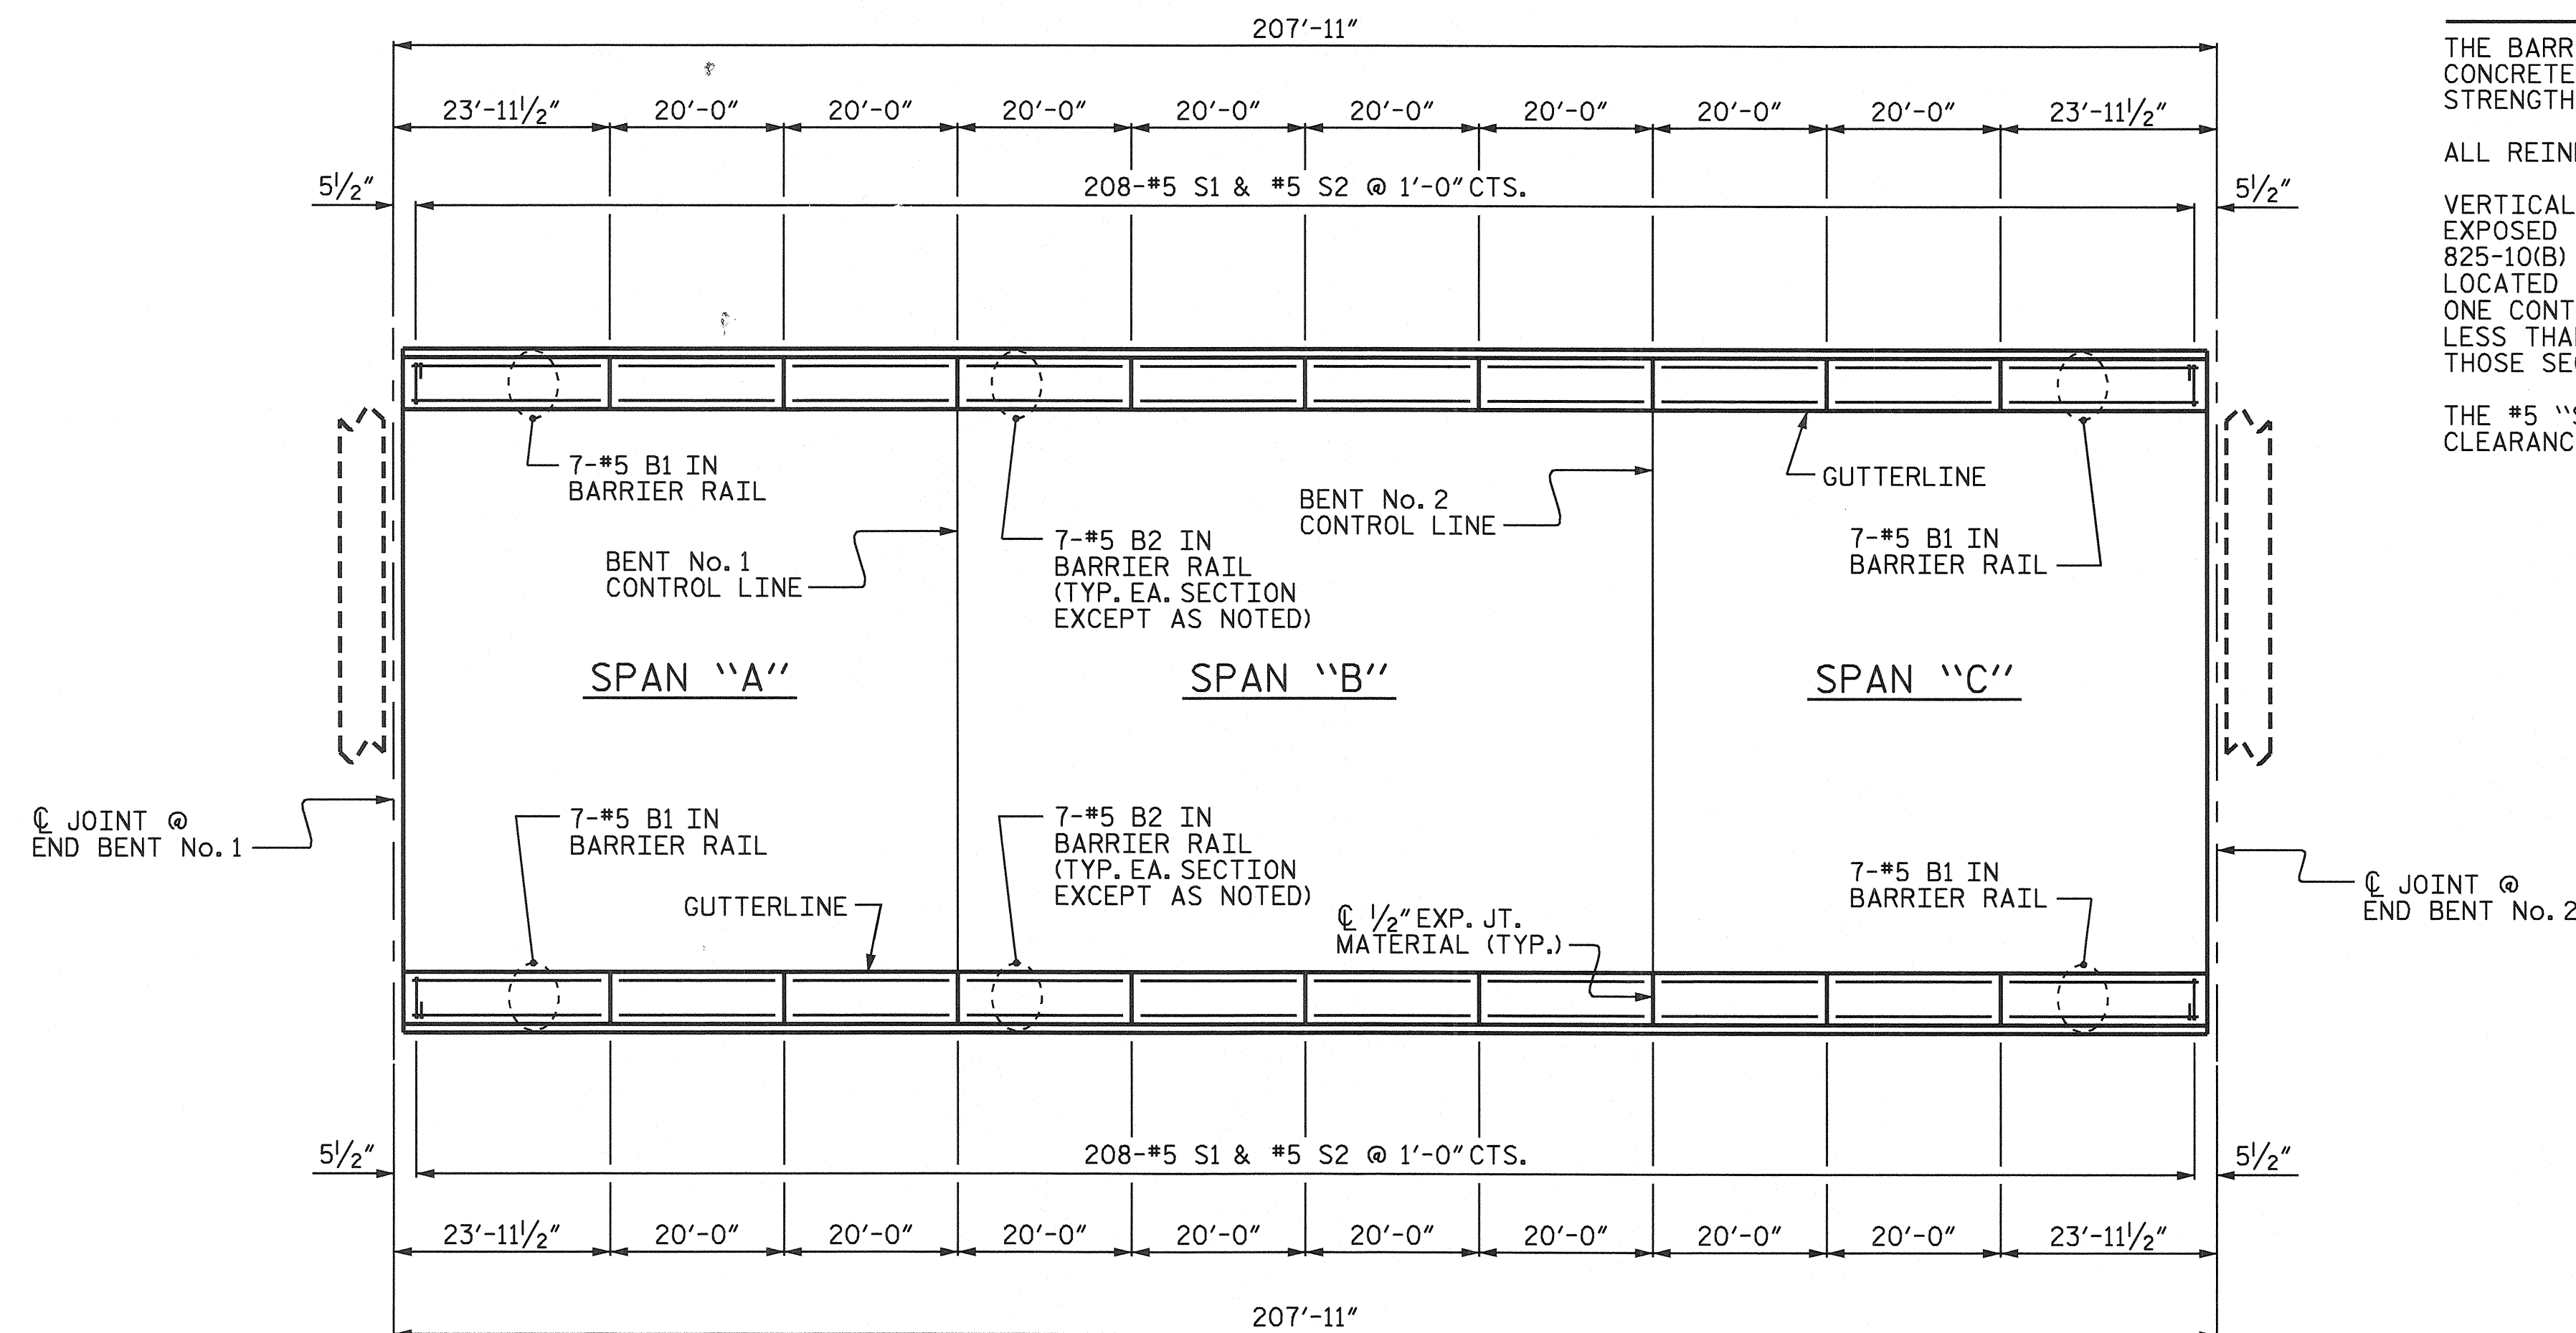 207'-11"
23'-11½" 20'-0" 20'-0" 20'-0" 20'-0" 20'-0" 20'-0" 20'-0" 20'-0" 23'-11½"
5½" 208-#5 S1 & #5 S2 @ 1'-0" CTS. 5½"
7-#5 B1 IN
BARRIER RAIL
BENT No. 1
CONTROL LINE
7-#5 B2 IN
BARRIER RAIL
(TYP. EA. SECTION
EXCEPT AS NOTED)
BENT No. 2
CONTROL LINE
GUTTERLINE
7-#5 B1 IN
BARRIER RAIL
SPAN "A" SPAN "B" SPAN "C"
℄ JOINT @
END BENT No. 1
7-#5 B1 IN
BARRIER RAIL
GUTTERLINE
7-#5 B2 IN
BARRIER RAIL
(TYP. EA. SECTION
EXCEPT AS NOTED)
℄ ½" EXP. JT.
MATERIAL (TYP.)
7-#5 B1 IN
BARRIER RAIL
℄ JOINT @
END BENT No. 2
5½" 208-#5 S1 & #5 S2 @ 1'-0" CTS. 5½"
23'-11½" 20'-0" 20'-0" 20'-0" 20'-0" 20'-0" 20'-0" 20'-0" 20'-0" 23'-11½"
207'-11"
THE BARR
CONCRETE
STRENGTH
ALL REIN
VERTICAL
EXPOSED
825-10(B)
LOCATED
ONE CONT
LESS THA
THOSE SE
THE #5 "S
CLEARANC